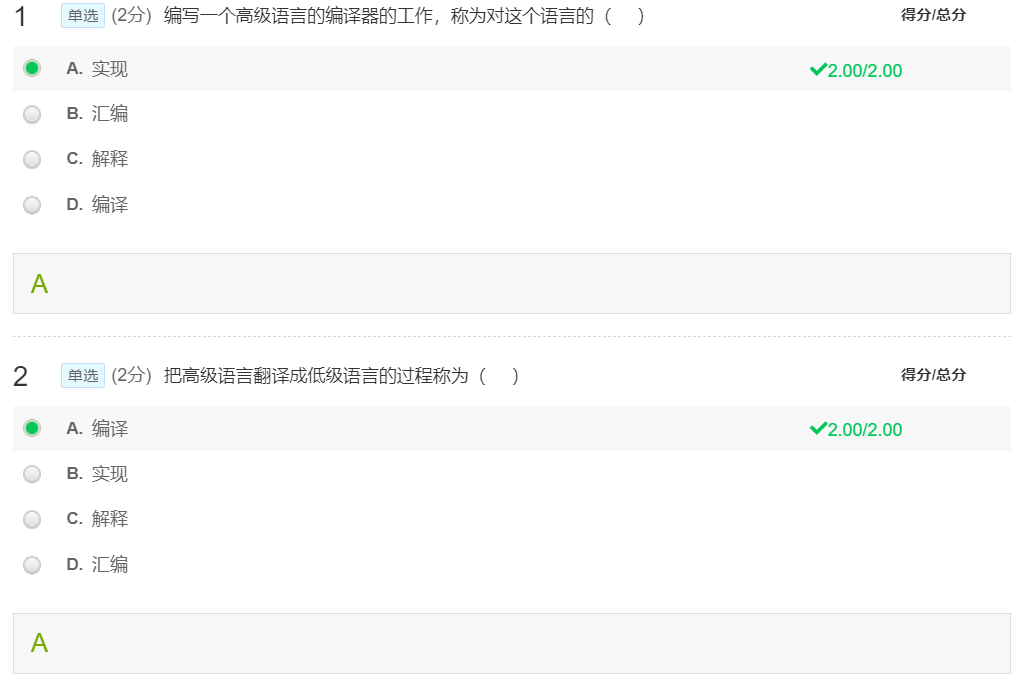 1 单选 (2分) 编写一个高级语言的编译器的工作，称为对这个语言的（ ） 得分/总分
A. 实现 2.00/2.00
B. 汇编
C. 解释
D. 编译
A
2 单选 (2分) 把高级语言翻译成低级语言的过程称为（ ） 得分/总分
A. 编译 2.00/2.00
B. 实现
C. 解释
D. 汇编
A